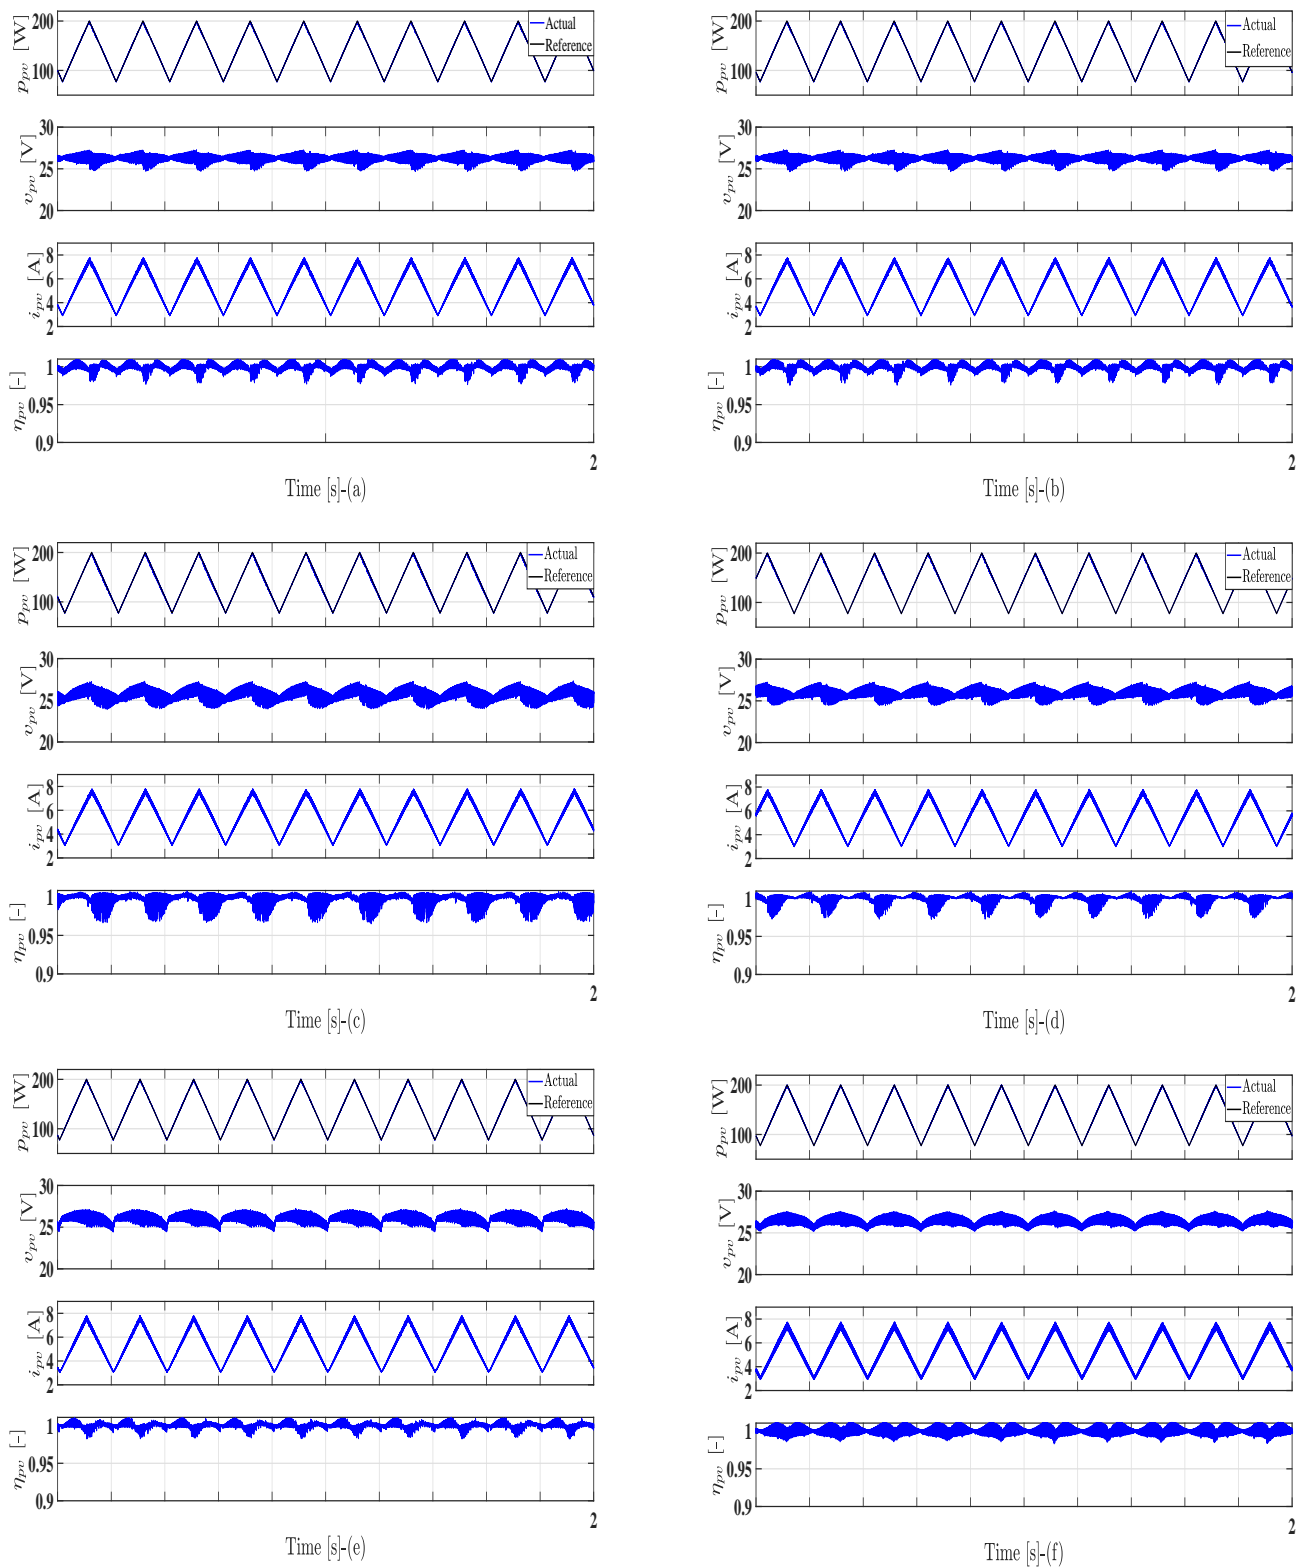 p_pv [W]
200
100
Actual
Reference
v_pv [V]
30
25
20
i_pv [A]
8
6
4
2
η_pv [-]
1
0.95
0.9
2
Time [s]-(a)
p_pv [W]
200
100
Actual
Reference
v_pv [V]
30
25
20
i_pv [A]
8
6
4
2
η_pv [-]
1
0.95
0.9
2
Time [s]-(b)
p_pv [W]
200
100
Actual
Reference
v_pv [V]
30
25
20
i_pv [A]
8
6
4
2
η_pv [-]
1
0.95
0.9
2
Time [s]-(c)
p_pv [W]
200
100
Actual
Reference
v_pv [V]
30
25
20
i_pv [A]
8
6
4
2
η_pv [-]
1
0.95
0.9
2
Time [s]-(d)
p_pv [W]
200
100
Actual
Reference
v_pv [V]
30
25
20
i_pv [A]
8
6
4
2
η_pv [-]
1
0.95
0.9
2
Time [s]-(e)
p_pv [W]
200
100
Actual
Reference
v_pv [V]
30
25
20
i_pv [A]
8
6
4
2
η_pv [-]
1
0.95
0.9
2
Time [s]-(f)